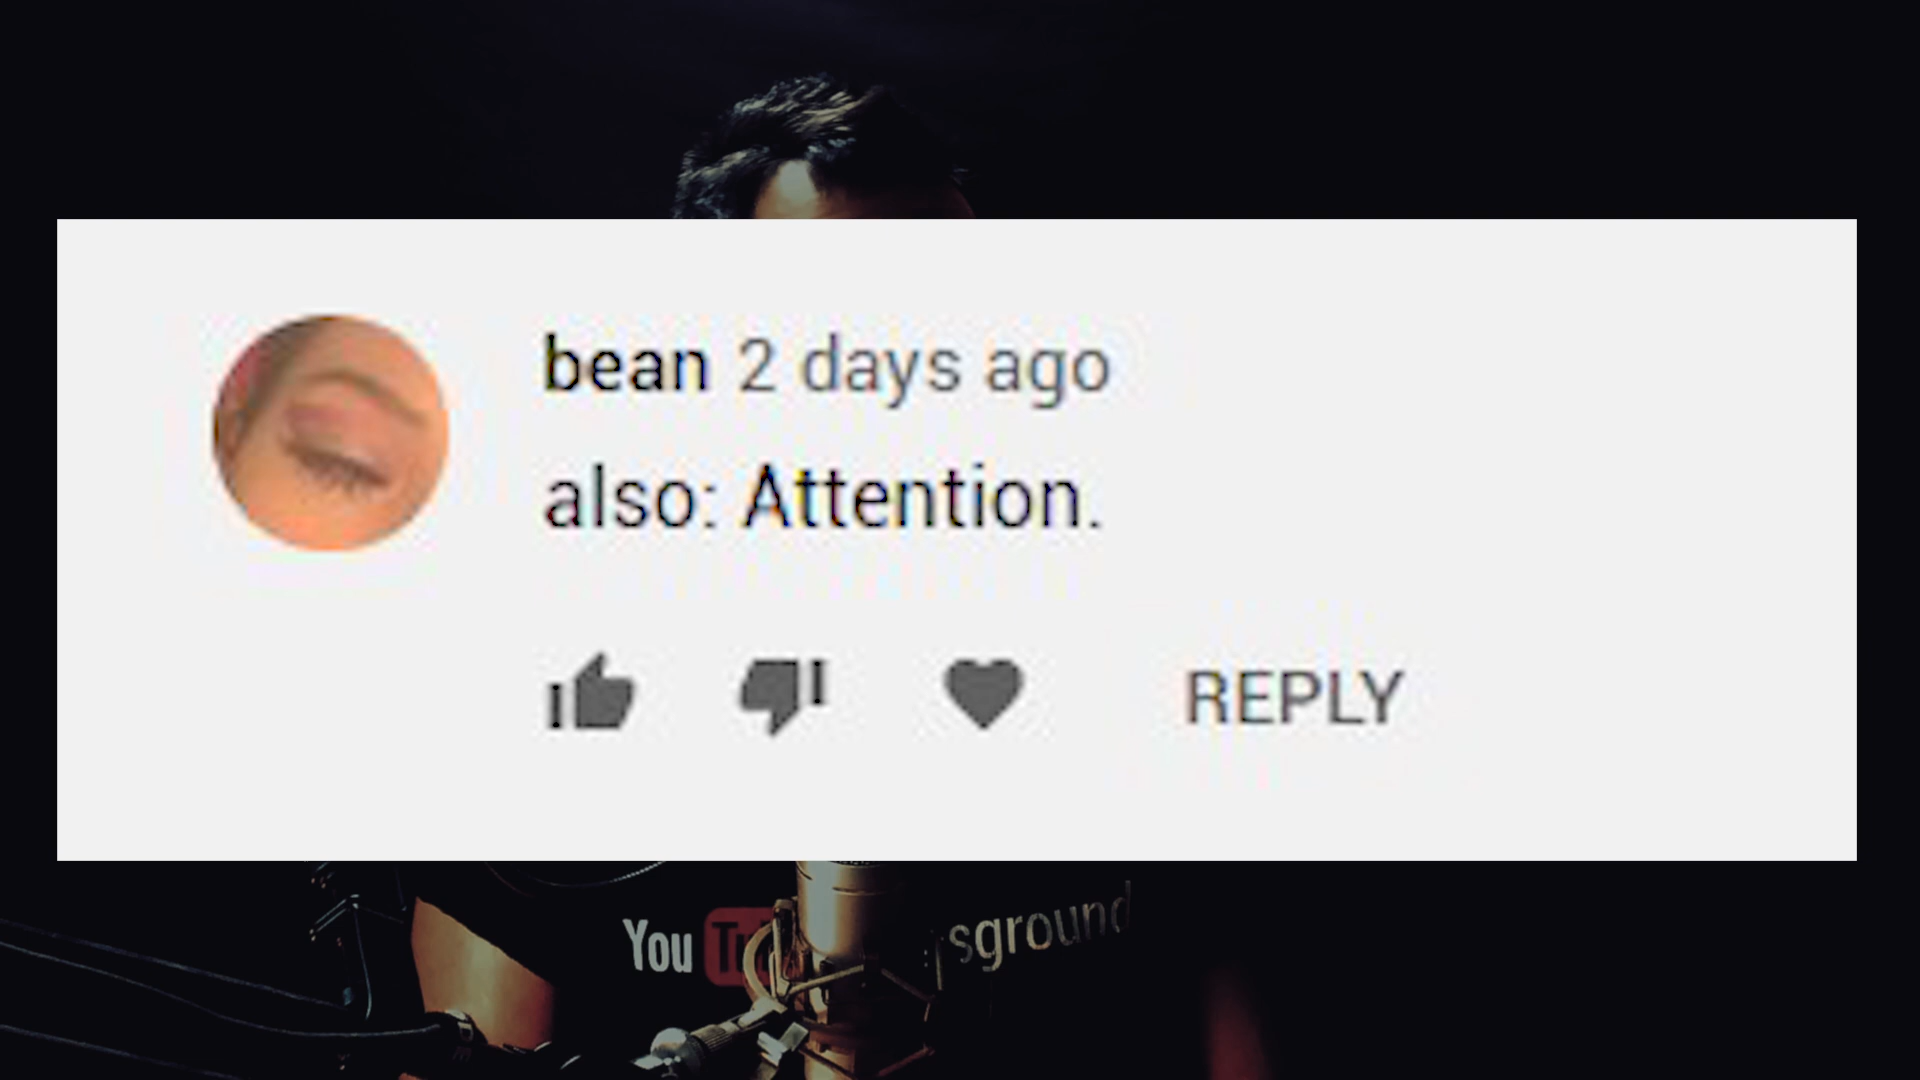 bean 2 days ago
also: Attention.
REPLY
You
sground